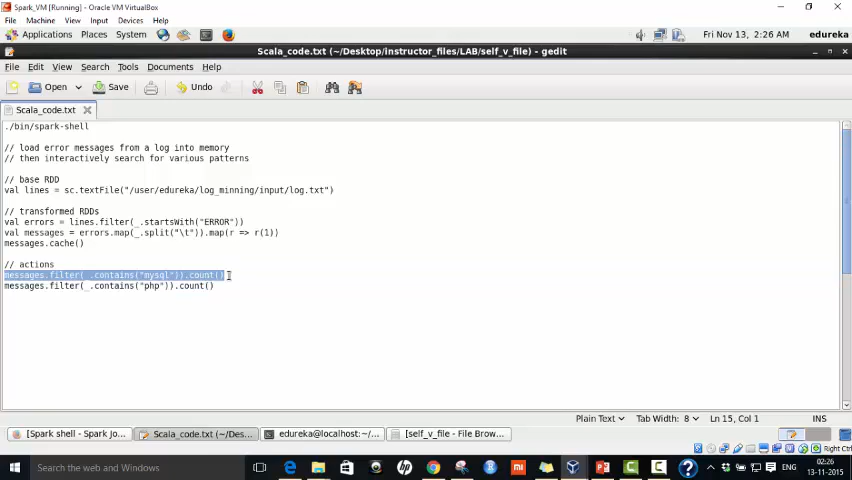 Spark_VM [Running] - Oracle VM VirtualBox
File Machine View Input Devices Help
Applications Places System
Fri Nov 13, 2:26 AM edureka
Scala_code.txt (~/Desktop/instructor_files/LAB/self_v_file) - gedit
File Edit View Search Tools Documents Help
Open Save Undo
Scala_code.txt
./bin/spark-shell
// load error messages from a log into memory
// then interactively search for various patterns
// base RDD
val lines = sc.textFile("/user/edureka/log_minning/input/log.txt")
// transformed RDDs
val errors = lines.filter(_.startsWith("ERROR"))
val messages = errors.map(_.split("\t")).map(r => r(1))
messages.cache()
// actions
messages.filter(_.contains("mysql")).count()
messages.filter(_.contains("php")).count()
Plain Text Tab Width: 8 Ln 15, Col 1 INS
[Spark shell - Spark Jo... Scala_code.txt (~/Des... edureka@localhost:~/... [self_v_file - File Brow...
Right Ctrl
Search the web and Windows
hp
mi
ENG
02:26
13-11-2015